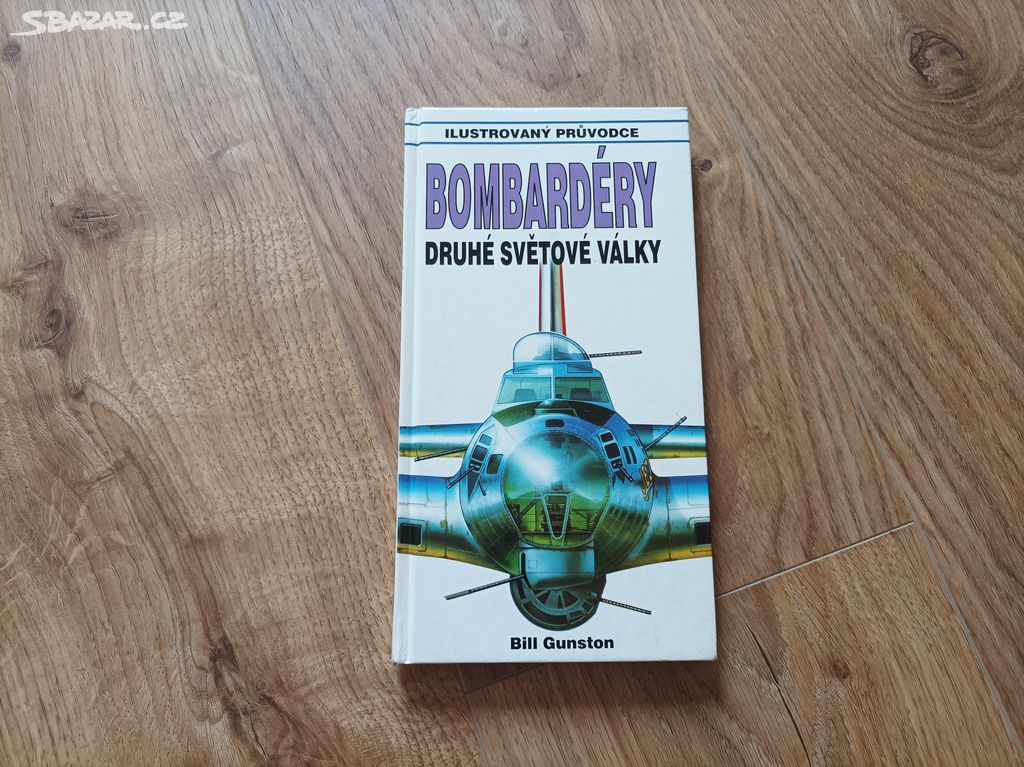 SBAZAR.CZ
ILUSTROVANÝ PRŮVODCE
BOMBARDÉRY
DRUHÉ SVĚTOVÉ VÁLKY
Bill Gunston